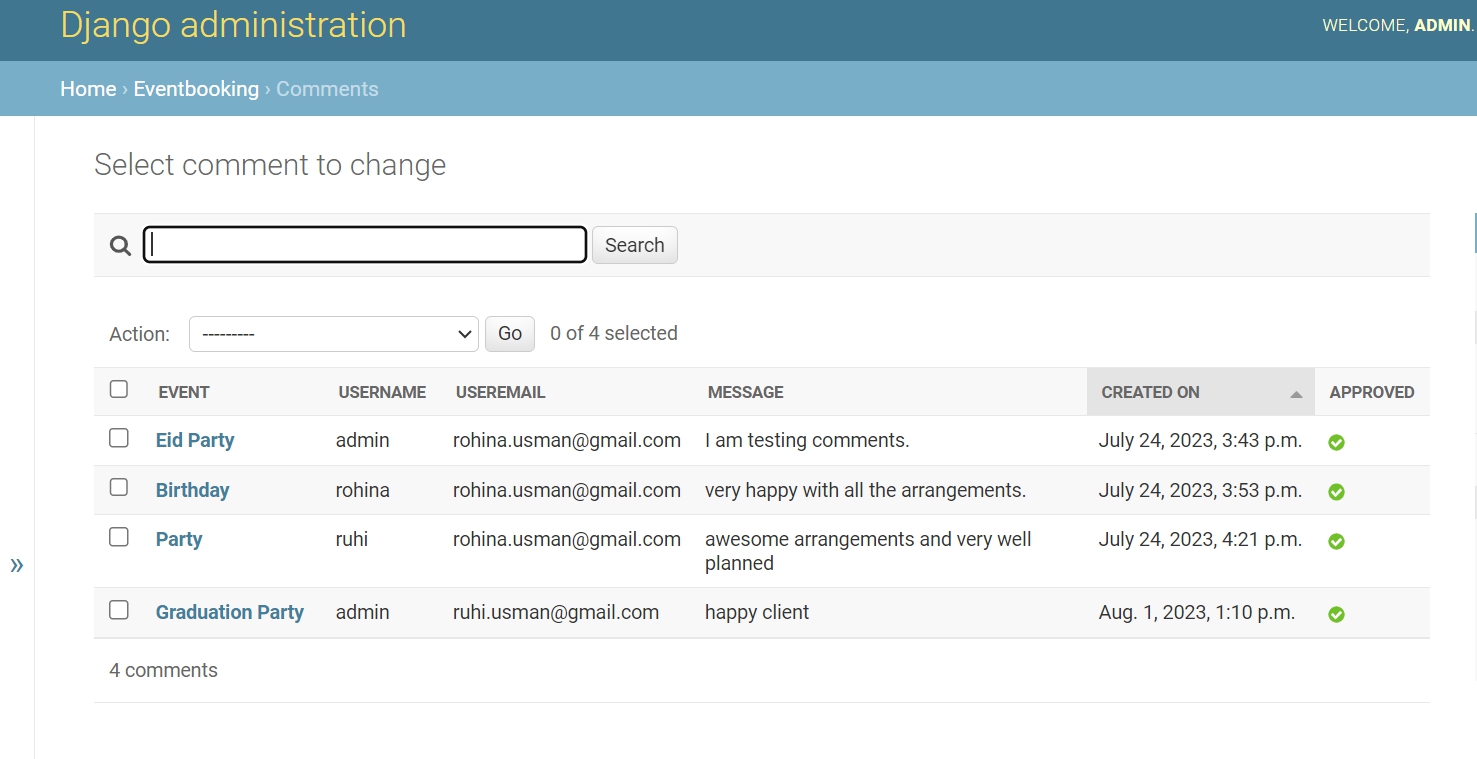 Django administration
WELCOME, ADMIN.
Home › Eventbooking › Comments
Select comment to change
Search
Action: --------- Go 0 of 4 selected
EVENT USERNAME USEREMAIL MESSAGE CREATED ON APPROVED
Eid Party admin rohina.usman@gmail.com I am testing comments. July 24, 2023, 3:43 p.m.
Birthday rohina rohina.usman@gmail.com very happy with all the arrangements. July 24, 2023, 3:53 p.m.
Party ruhi rohina.usman@gmail.com awesome arrangements and very well July 24, 2023, 4:21 p.m.
planned
»
Graduation Party admin ruhi.usman@gmail.com happy client Aug. 1, 2023, 1:10 p.m.
4 comments